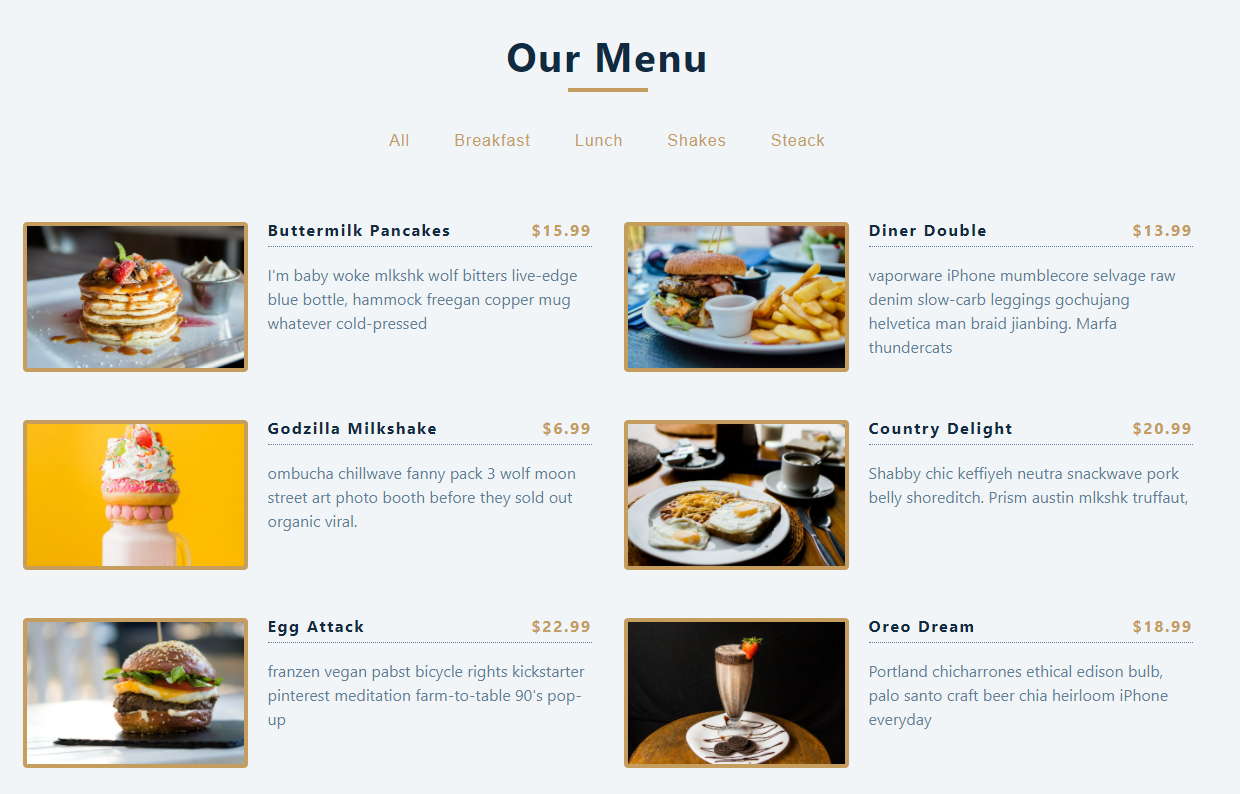 Our Menu
All Breakfast Lunch Shakes Steack
Buttermilk Pancakes $15.99
I'm baby woke mlkshk wolf bitters live-edge
blue bottle, hammock freegan copper mug
whatever cold-pressed
Diner Double $13.99
vaporware iPhone mumblecore selvage raw
denim slow-carb leggings gochujang
helvetica man braid jianbing. Marfa
thundercats
Godzilla Milkshake $6.99
ombucha chillwave fanny pack 3 wolf moon
street art photo booth before they sold out
organic viral.
Country Delight $20.99
Shabby chic keffiyeh neutra snackwave pork
belly shoreditch. Prism austin mlkshk truffaut,
Egg Attack $22.99
franzen vegan pabst bicycle rights kickstarter
pinterest meditation farm-to-table 90's pop-
up
Oreo Dream $18.99
Portland chicharrones ethical edison bulb,
palo santo craft beer chia heirloom iPhone
everyday